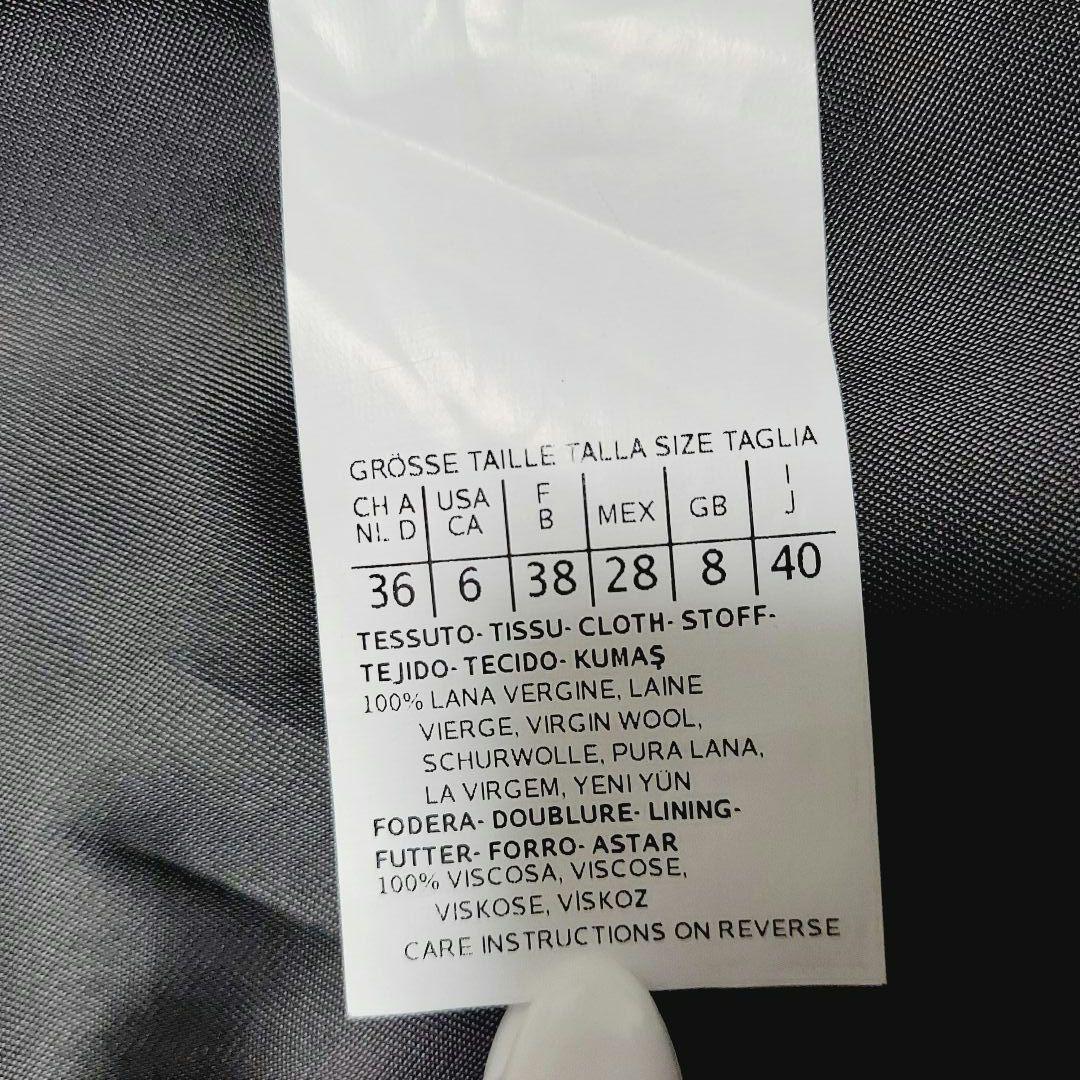 GRÖSSE TAILLE TALLA SIZE TAGLIA
CH A USA F MEX GB I
NL D CA B J
36 6 38 28 8 40
TESSUTO- TISSU- CLOTH- STOFF-
TEJIDO- TECIDO- KUMAŞ
100% LANA VERGINE, LAINE
VIERGE, VIRGIN WOOL,
SCHURWOLLE, PURA LANA,
LA VIRGEM, YENI YÜN
FODERA- DOUBLURE- LINING-
FUTTER- FORRO- ASTAR
100% VISCOSA, VISCOSE,
VISKOSE, VİSKOZ
CARE INSTRUCTIONS ON REVERSE